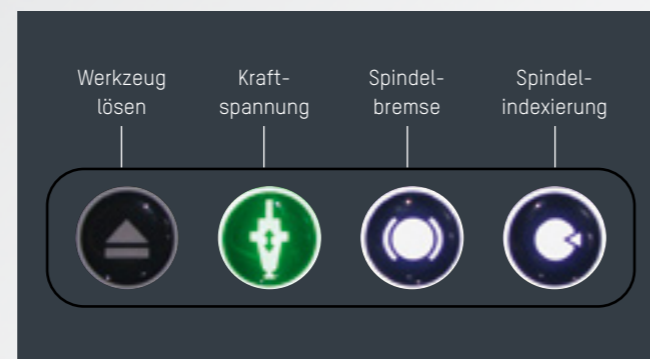 Werkzeug
lösen
Kraft-
spannung
Spindel-
bremse
Spindel-
indexierung